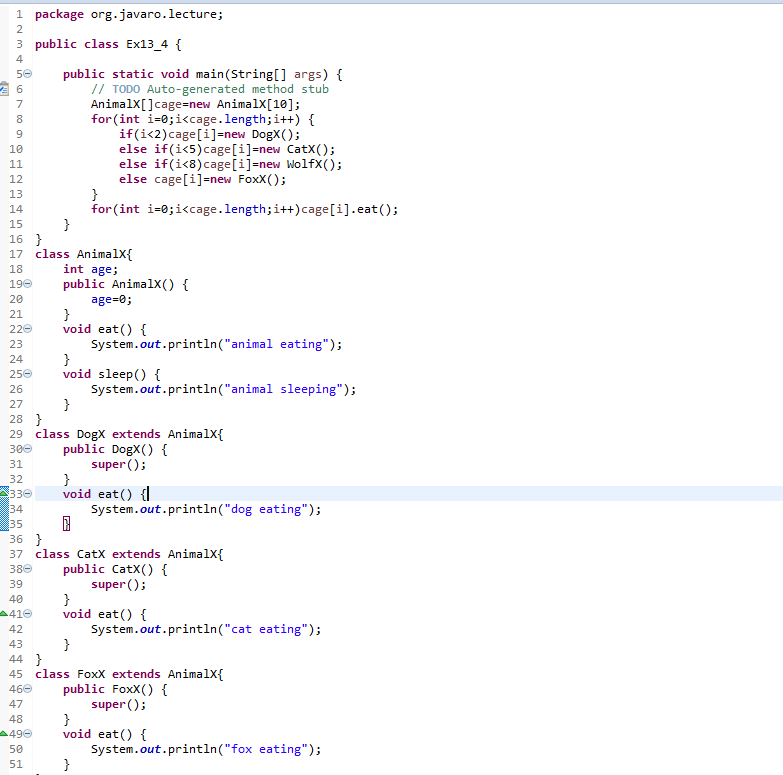 1 package org.javaro.lecture;
2
3 public class Ex13_4 {
4
5 public static void main(String[] args) {
6 // TODO Auto-generated method stub
7 AnimalX[]cage=new AnimalX[10];
8 for(int i=0;i<cage.length;i++) {
9 if(i<2)cage[i]=new DogX();
10 else if(i<5)cage[i]=new CatX();
11 else if(i<8)cage[i]=new WolfX();
12 else cage[i]=new FoxX();
13 }
14 for(int i=0;i<cage.length;i++)cage[i].eat();
15 }
16 }
17 class AnimalX{
18 int age;
19 public AnimalX() {
20 age=0;
21 }
22 void eat() {
23 System.out.println("animal eating");
24 }
25 void sleep() {
26 System.out.println("animal sleeping");
27 }
28 }
29 class DogX extends AnimalX{
30 public DogX() {
31 super();
32 }
33 void eat() {
34 System.out.println("dog eating");
35 }
36 }
37 class CatX extends AnimalX{
38 public CatX() {
39 super();
40 }
41 void eat() {
42 System.out.println("cat eating");
43 }
44 }
45 class FoxX extends AnimalX{
46 public FoxX() {
47 super();
48 }
49 void eat() {
50 System.out.println("fox eating");
51 }